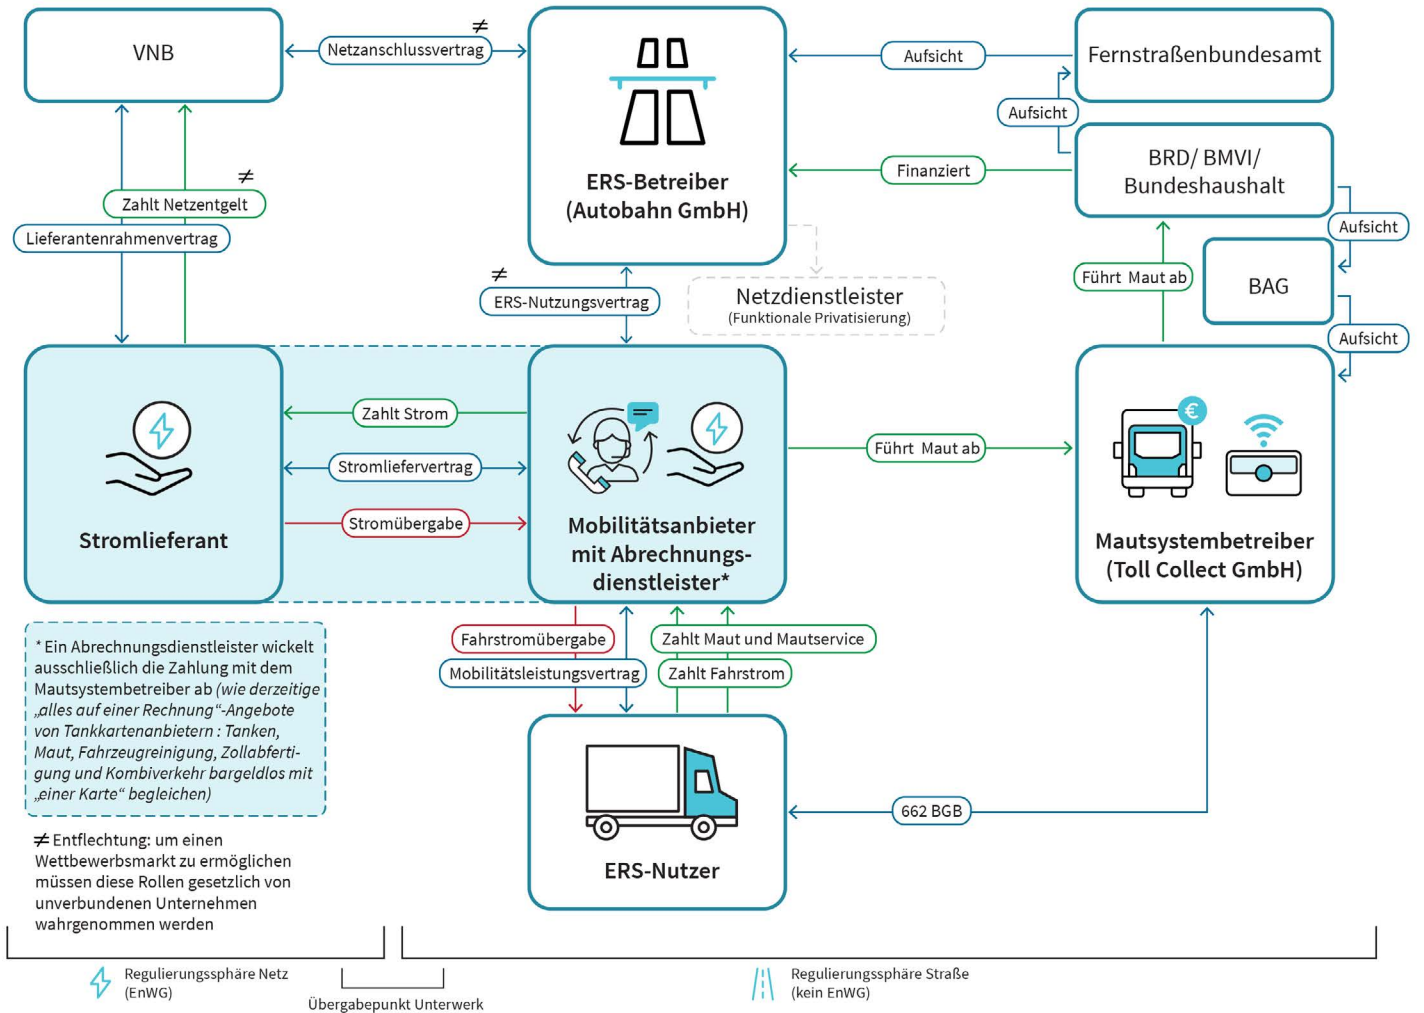 VNB
≠
Netzanschlussvertrag
ERS-Betreiber
(Autobahn GmbH)
Aufsicht
Fernstraßenbundesamt
Aufsicht
Finanziert
BRD/ BMVI/
Bundeshaushalt
Aufsicht
BAG
Aufsicht
Führt Maut ab
≠
Zahlt Netzentgelt
Lieferantenrahmenvertrag
≠
ERS-Nutzungsvertrag
Netzdienstleister
(Funktionale Privatisierung)
Stromlieferant
Zahlt Strom
Stromliefervertrag
Stromübergabe
Mobilitätsanbieter
mit Abrechnungs-
dienstleister*
Führt Maut ab
€
Mautsystembetreiber
(Toll Collect GmbH)
Fahrstromübergabe
Mobilitätsleistungsvertrag
Zahlt Maut und Mautservice
Zahlt Fahrstrom
ERS-Nutzer
662 BGB
* Ein Abrechnungsdienstleister wickelt
ausschließlich die Zahlung mit dem
Mautsystembetreiber ab (wie derzeitige
„alles auf einer Rechnung“-Angebote
von Tankkartenanbietern : Tanken,
Maut, Fahrzeugreinigung, Zollabferti-
gung und Kombiverkehr bargeldlos mit
„einer Karte“ begleichen)
≠ Entflechtung: um einen
Wettbewerbsmarkt zu ermöglichen
müssen diese Rollen gesetzlich von
unverbundenen Unternehmen
wahrgenommen werden
Regulierungssphäre Netz
(EnWG)
Übergabepunkt Unterwerk
Regulierungssphäre Straße
(kein EnWG)